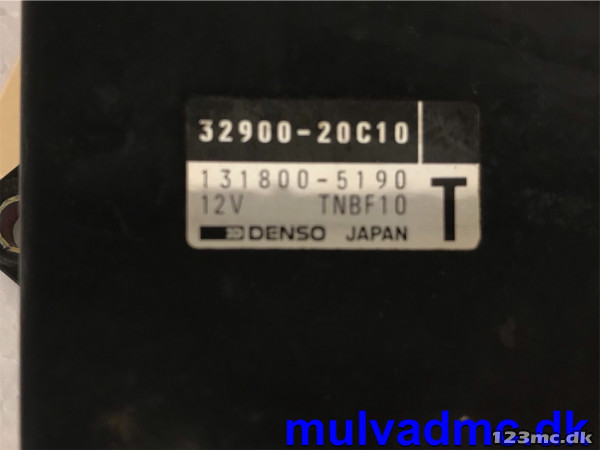 32900-20C10
131800-5190
12V TNBF10
T
DENSO JAPAN
mulvadmc.dk
123mc.dk